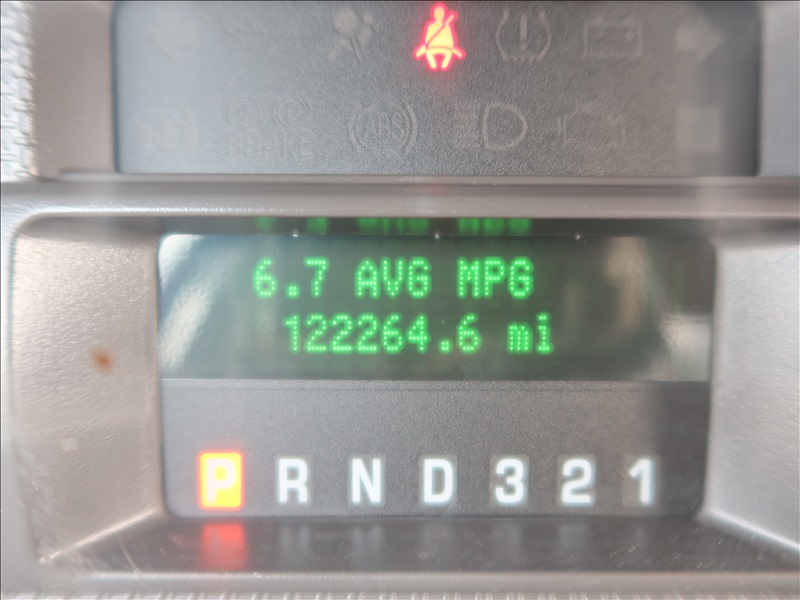 BRAKE ABS
6.7 AVG MPG
122264.6 mi
P R N D 3 2 1